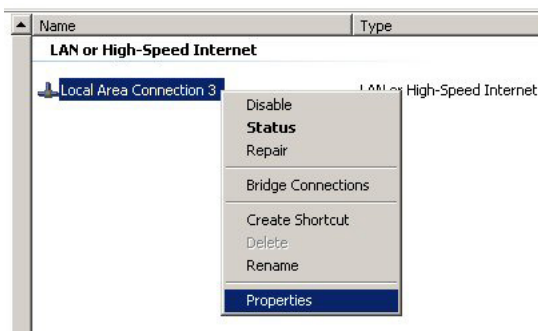 Name Type
LAN or High-Speed Internet
Local Area Connection 3 LAN or High-Speed Internet
Disable
Status
Repair
Bridge Connections
Create Shortcut
Delete
Rename
Properties